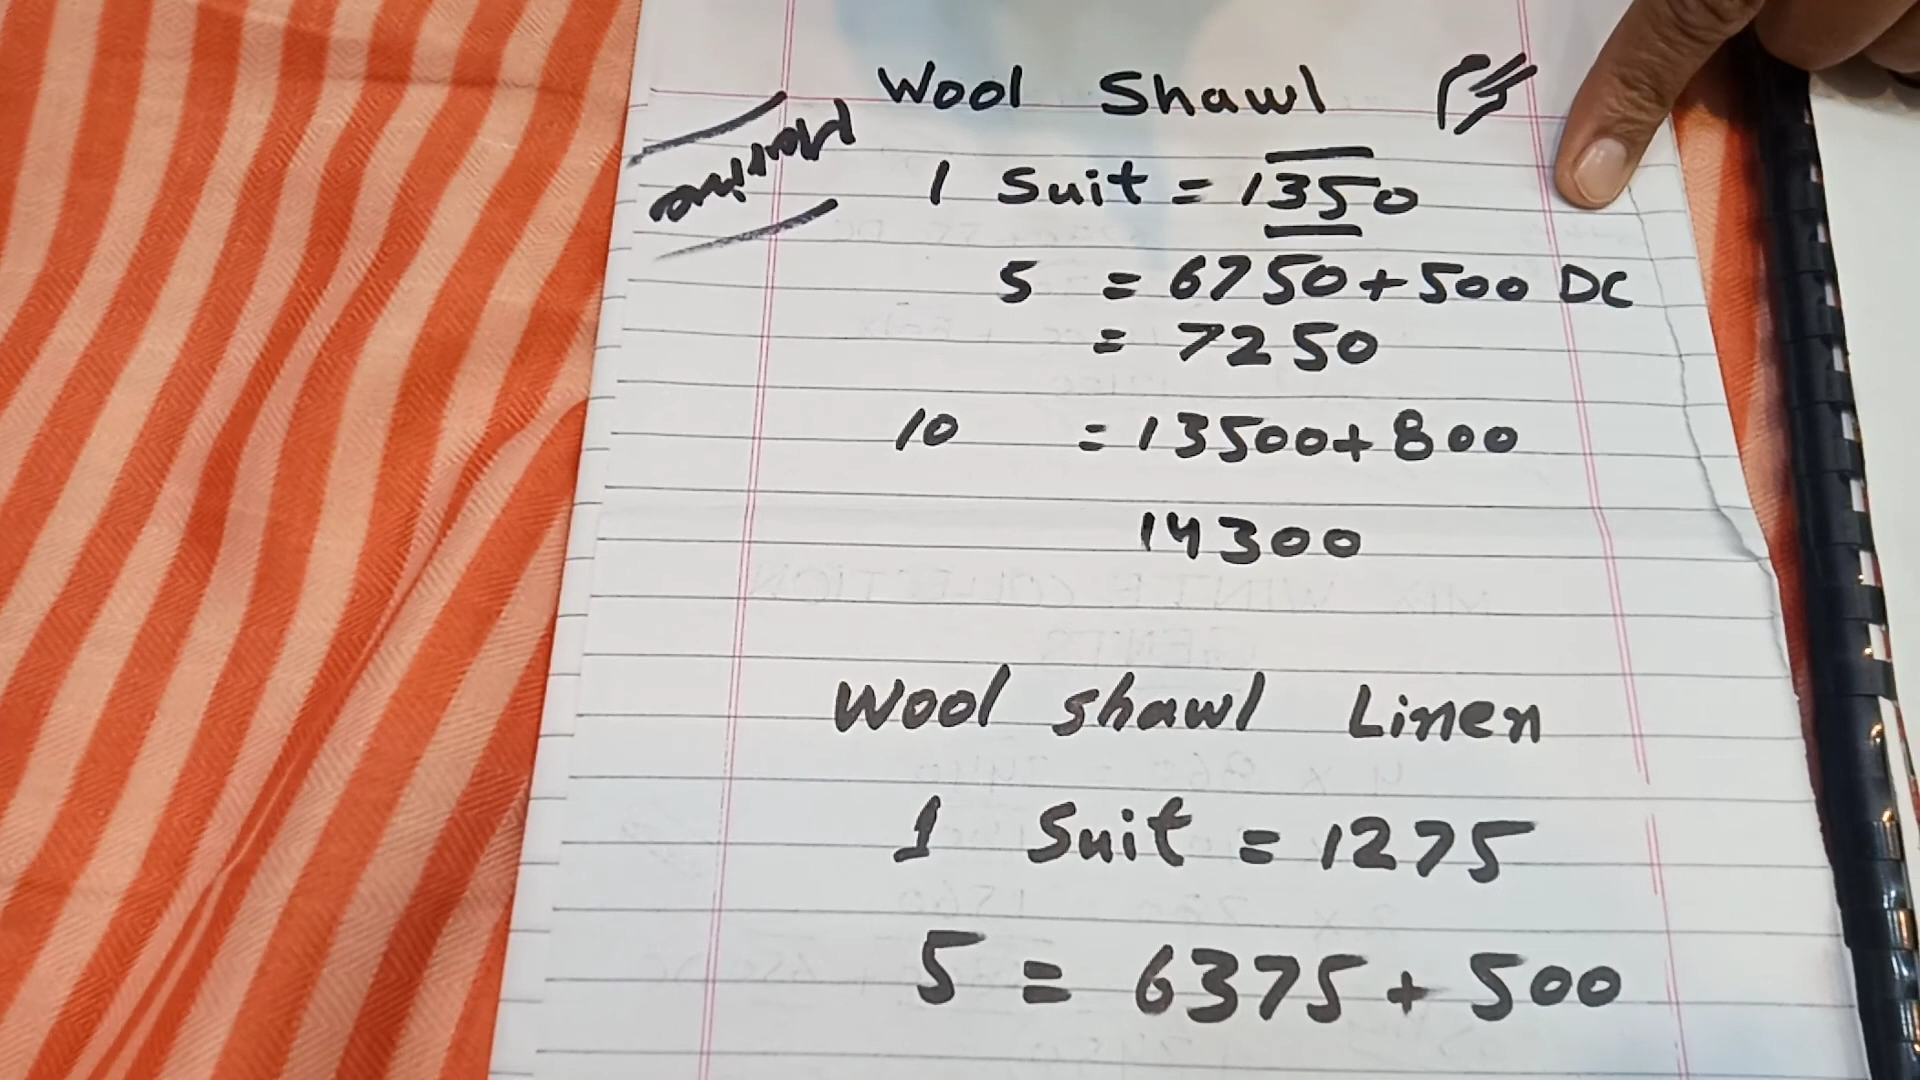 Wool Shawl
1 Suit = 1350
5 = 6750 + 500 DC
= 7250
10 = 13500 + 800
14300
Wool shawl Linen
1 Suit = 1275
5 = 6375 + 500